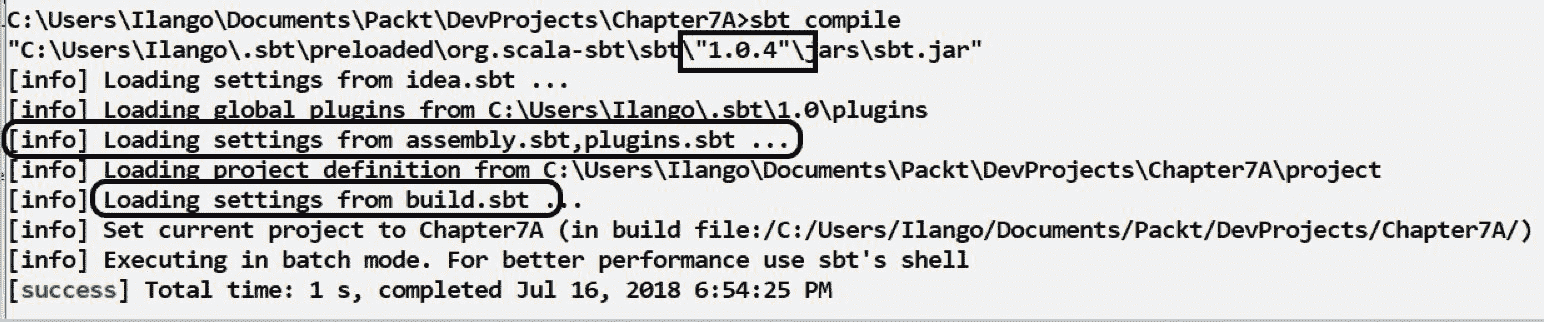 C:\Users\Ilango\Documents\Packt\DevProjects\Chapter7A>sbt compile
"C:\Users\Ilango\.sbt\preloaded\org.scala-sbt\sbt\"1.0.4"\jars\sbt.jar"
[info] Loading settings from idea.sbt ...
[info] Loading global plugins from C:\Users\Ilango\.sbt\1.0\plugins
[info] Loading settings from assembly.sbt,plugins.sbt ...
[info] Loading project definition from C:\Users\Ilango\Documents\Packt\DevProjects\Chapter7A\project
[info] Loading settings from build.sbt ...
[info] Set current project to Chapter7A (in build file:/C:/Users/Ilango/Documents/Packt/DevProjects/Chapter7A/)
[info] Executing in batch mode. For better performance use sbt's shell
[success] Total time: 1 s, completed Jul 16, 2018 6:54:25 PM